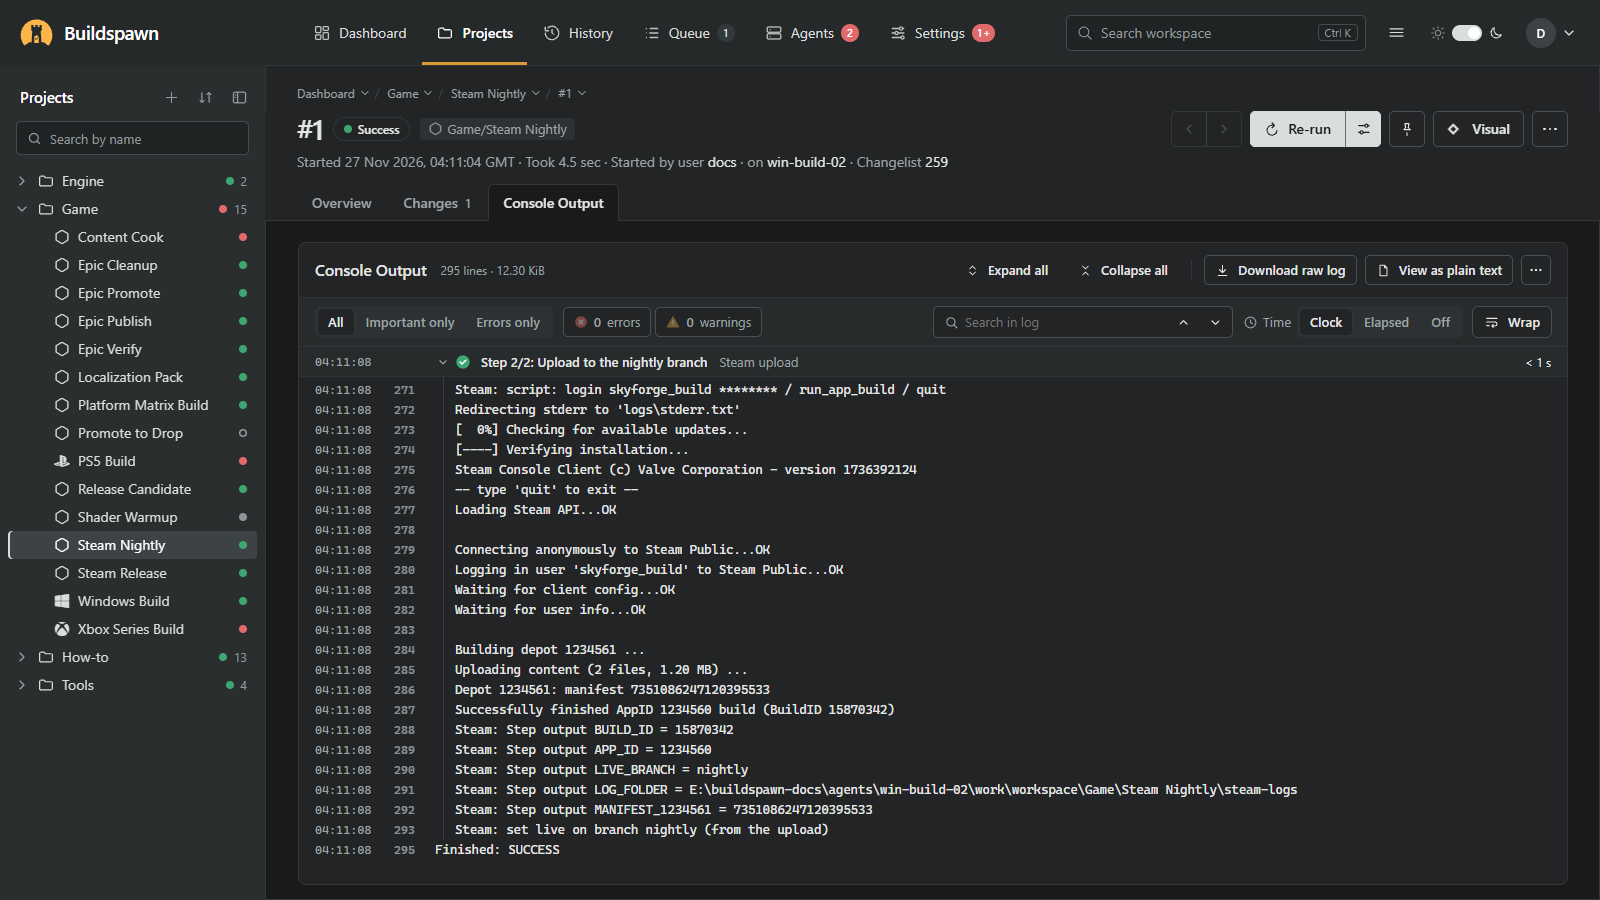 Buildspawn
Dashboard
Projects
History
Queue 1
Agents 2
Settings 1+
Search workspace Ctrl K
D
Projects
Search by name
Engine 2
Game 15
Content Cook
Epic Cleanup
Epic Promote
Epic Publish
Epic Verify
Localization Pack
Platform Matrix Build
Promote to Drop
PS5 Build
Release Candidate
Shader Warmup
Steam Nightly
Steam Release
Windows Build
Xbox Series Build
How-to 13
Tools 4
Dashboard / Game / Steam Nightly / #1
#1 Success Game/Steam Nightly
Re-run
Visual
Started 27 Nov 2026, 04:11:04 GMT · Took 4.5 sec · Started by user docs · on win-build-02 · Changelist 259
Overview
Changes 1
Console Output
Console Output 295 lines · 12.30 KiB
Expand all
Collapse all
Download raw log
View as plain text
All
Important only
Errors only
0 errors
0 warnings
Search in log
Time
Clock
Elapsed
Off
Wrap
04:11:08 Step 2/2: Upload to the nightly branch Steam upload < 1 s
04:11:08 271 Steam: script: login skyforge_build ******** / run_app_build / quit
04:11:08 272 Redirecting stderr to 'logs\stderr.txt'
04:11:08 273 [  0%] Checking for available updates...
04:11:08 274 [----] Verifying installation...
04:11:08 275 Steam Console Client (c) Valve Corporation - version 1736392124
04:11:08 276 -- type 'quit' to exit --
04:11:08 277 Loading Steam API...OK
04:11:08 278
04:11:08 279 Connecting anonymously to Steam Public...OK
04:11:08 280 Logging in user 'skyforge_build' to Steam Public...OK
04:11:08 281 Waiting for client config...OK
04:11:08 282 Waiting for user info...OK
04:11:08 283
04:11:08 284 Building depot 1234561 ...
04:11:08 285 Uploading content (2 files, 1.20 MB) ...
04:11:08 286 Depot 1234561: manifest 7351086247120395533
04:11:08 287 Successfully finished AppID 1234560 build (BuildID 15870342)
04:11:08 288 Steam: Step output BUILD_ID = 15870342
04:11:08 289 Steam: Step output APP_ID = 1234560
04:11:08 290 Steam: Step output LIVE_BRANCH = nightly
04:11:08 291 Steam: Step output LOG_FOLDER = E:\buildspawn-docs\agents\win-build-02\work\workspace\Game\Steam Nightly\steam-logs
04:11:08 292 Steam: Step output MANIFEST_1234561 = 7351086247120395533
04:11:08 293 Steam: set live on branch nightly (from the upload)
04:11:08 295 Finished: SUCCESS